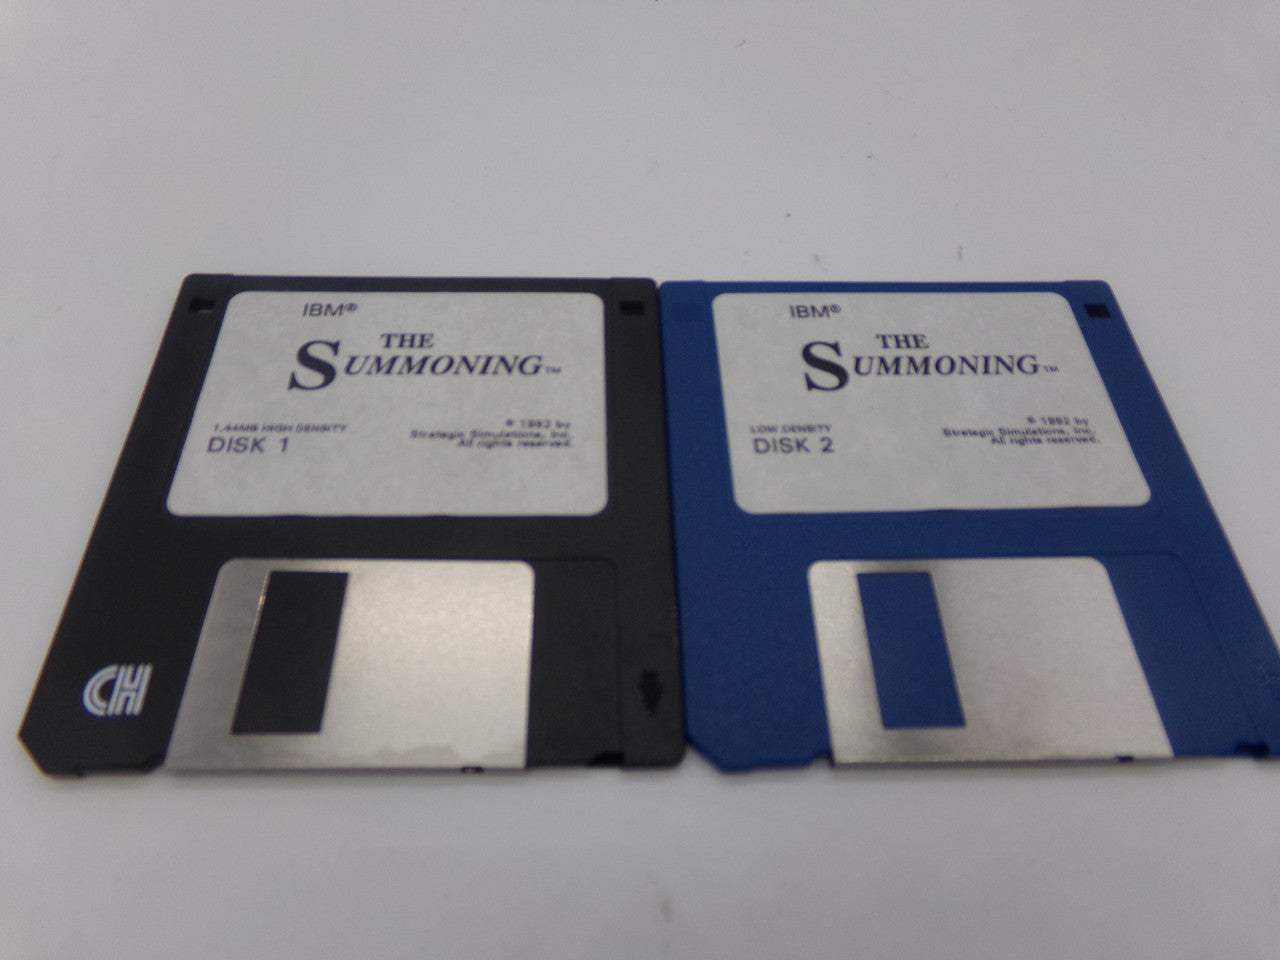 IBM®
THE
SUMMONING™
1.44MB HIGH DENSITY
DISK 1
© 1992 by
Strategic Simulations, Inc.
All rights reserved.
CH
IBM®
THE
SUMMONING™
LOW DENSITY
DISK 2
© 1992 by
Strategic Simulations, Inc.
All rights reserved.